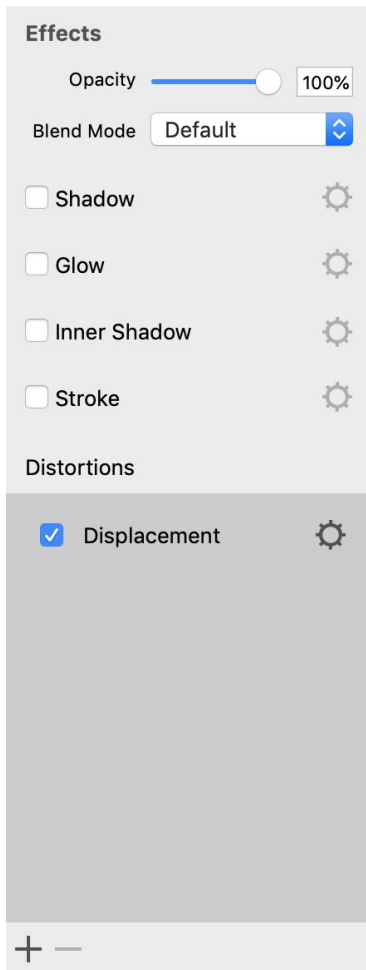 Effects
Opacity 100%
Blend Mode Default
Shadow
Glow
Inner Shadow
Stroke
Distortions
Displacement